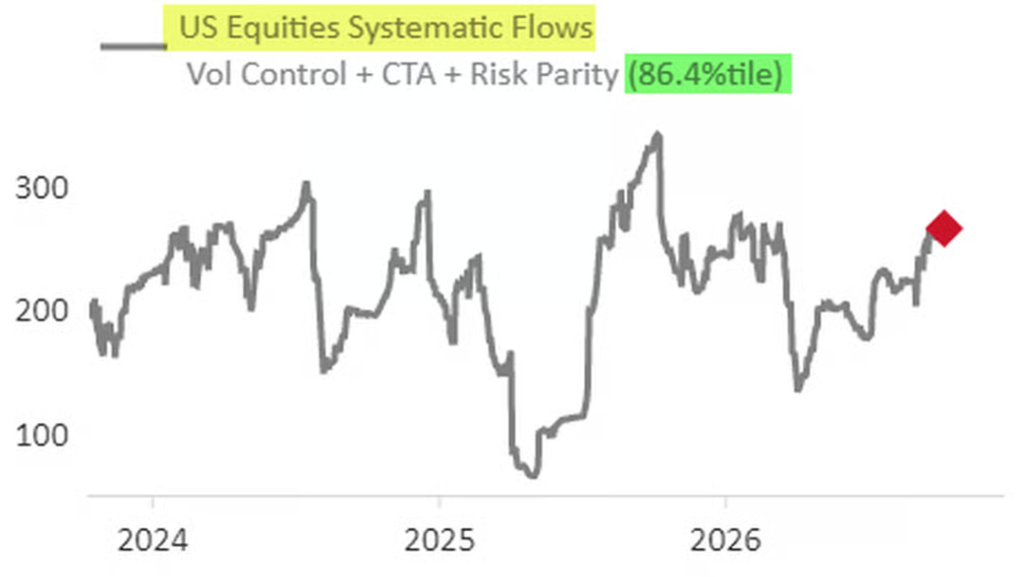 US Equities Systematic Flows
Vol Control + CTA + Risk Parity (86.4%tile)
300
200
100
2024 2025 2026